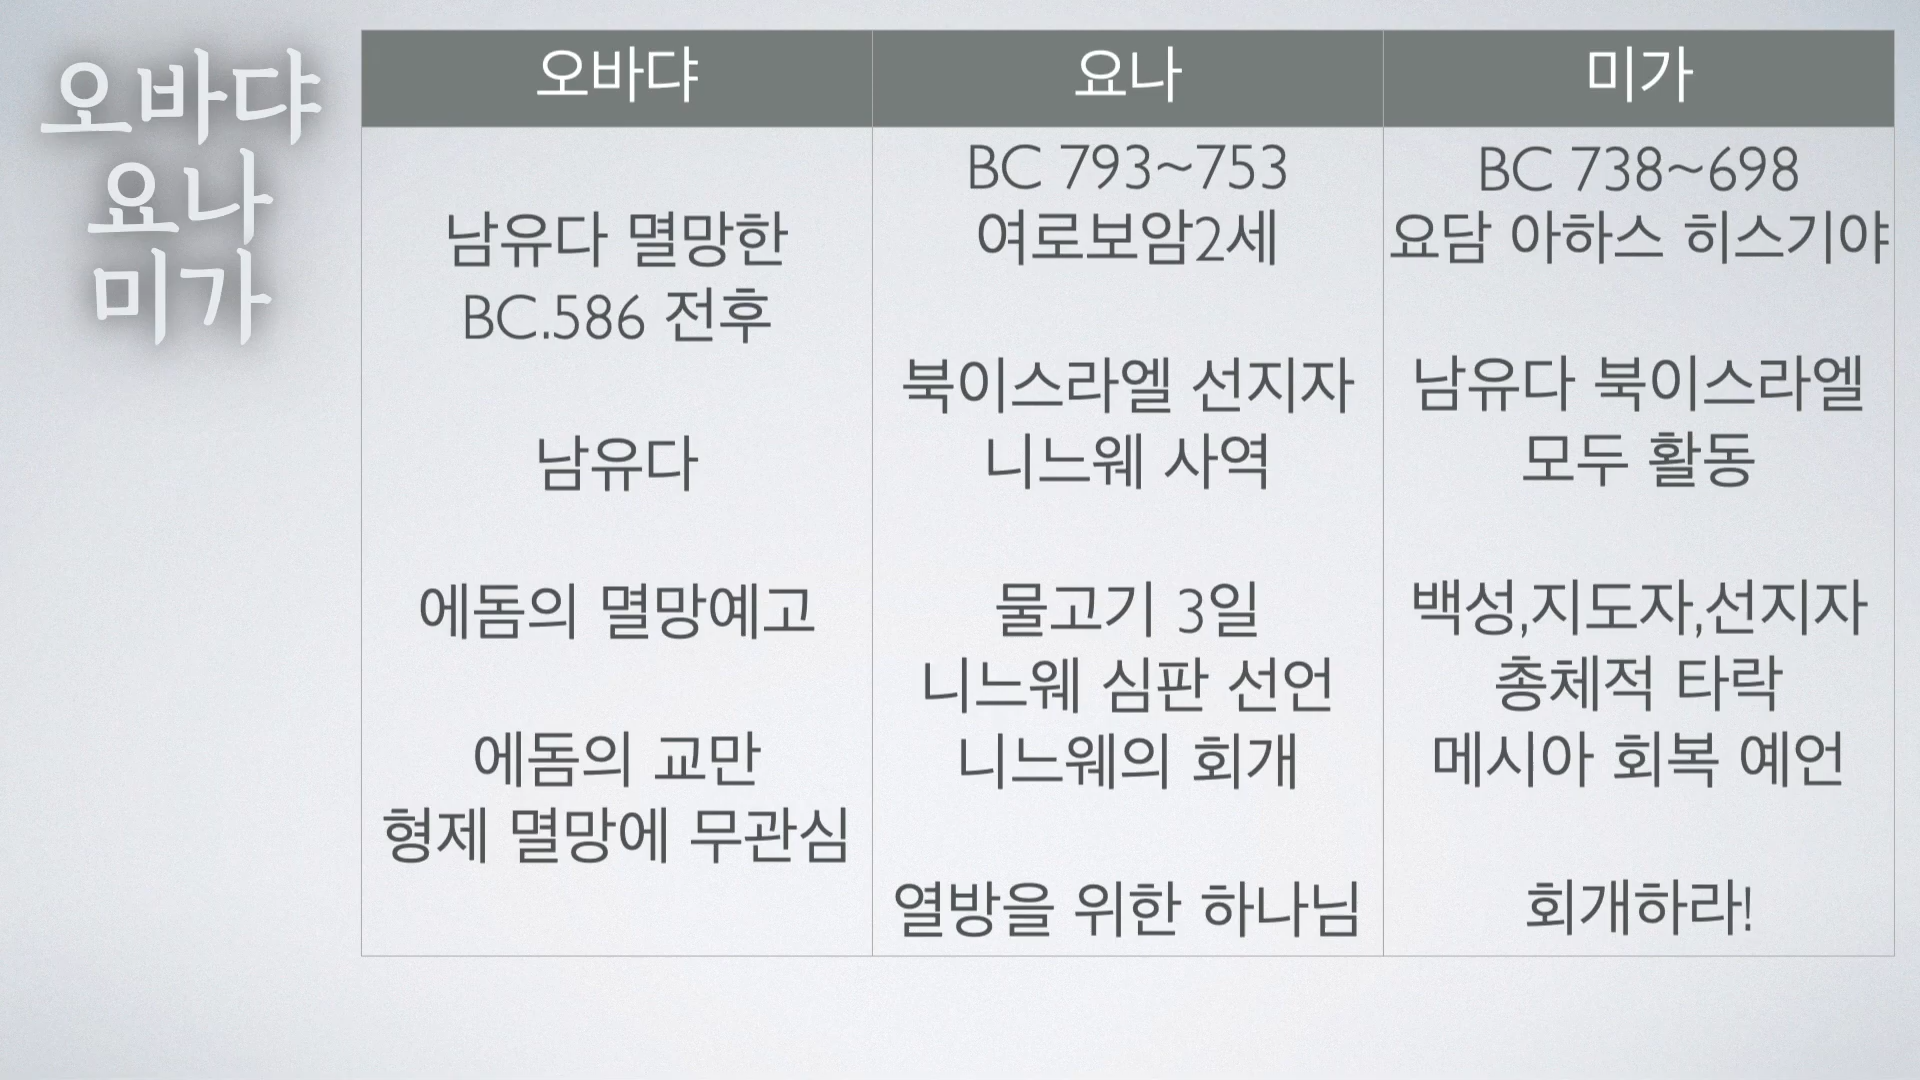 오바댜
요나
미가
오바댜
남유다 멸망한
BC.586 전후
남유다
에돔의 멸망예고
에돔의 교만
형제 멸망에 무관심
요나
BC 793~753
여로보암2세
북이스라엘 선지자
니느웨 사역
물고기 3일
니느웨 심판 선언
니느웨의 회개
열방을 위한 하나님
미가
BC 738~698
요담 아하스 히스기야
남유다 북이스라엘
모두 활동
백성,지도자,선지자
총체적 타락
메시아 회복 예언
회개하라!